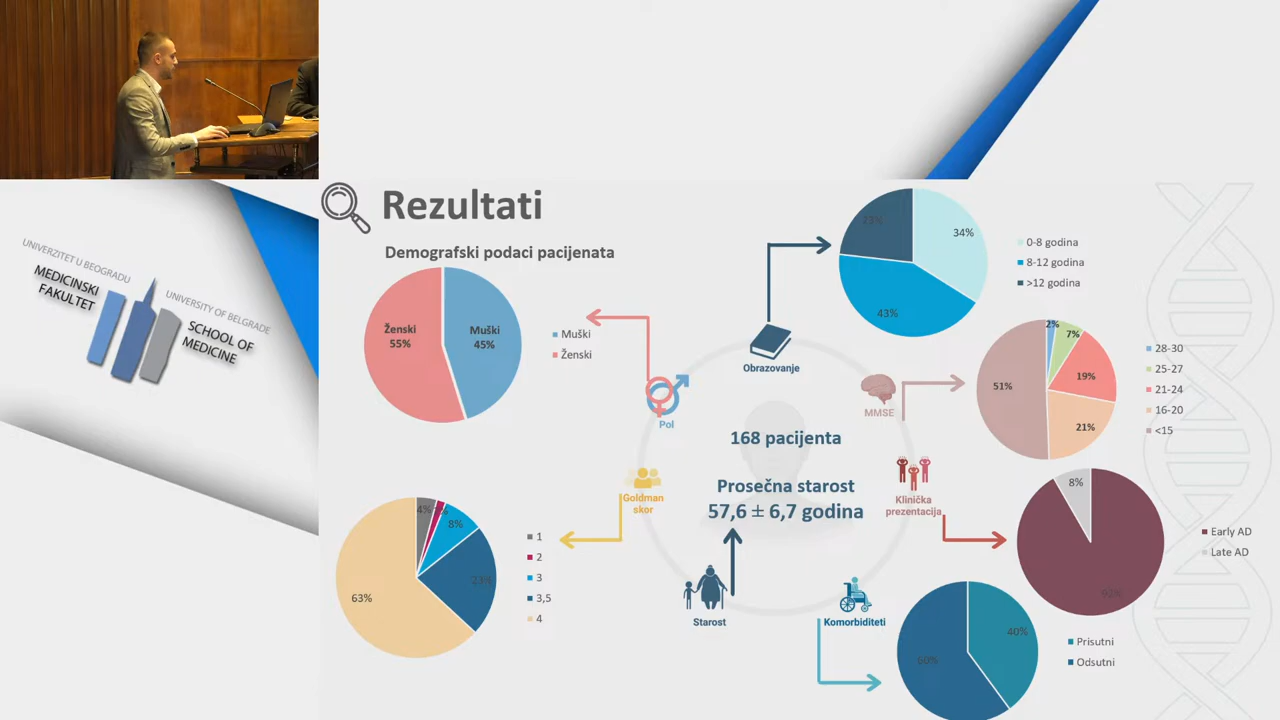 UNIVERZITET U BEOGRADU
MEDICINSKI
FAKULTET
UNIVERSITY OF BELGRADE
SCHOOL OF
MEDICINE
Rezultati
Demografski podaci pacijenata
Ženski
55%
Muški
45%
Muški
Ženski
Pol
34%
43%
23%
0-8 godina
8-12 godina
>12 godina
Obrazovanje
MMSE
2%
7%
19%
21%
51%
28-30
25-27
21-24
16-20
<15
168 pacijenta
Prosečna starost
57,6 ± 6,7 godina
Goldman
skor
4%
8%
23%
63%
1
2
3
3,5
4
Klinička
prezentacija
8%
92%
Early AD
Late AD
Starost
Komorbiditeti
40%
60%
Prisutni
Odsutni